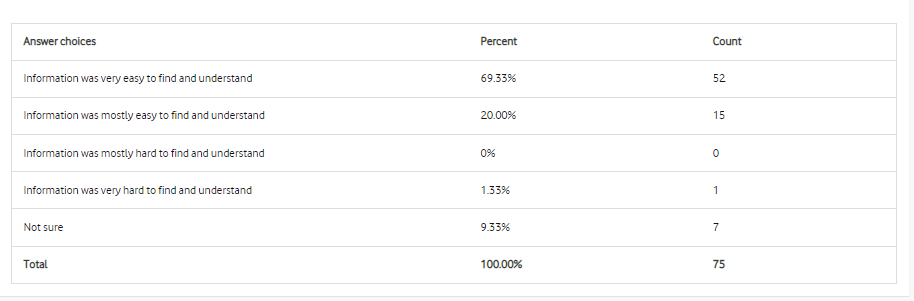 Answer choices Percent Count
Information was very easy to find and understand 69.33% 52
Information was mostly easy to find and understand 20.00% 15
Information was mostly hard to find and understand 0% 0
Information was very hard to find and understand 1.33% 1
Not sure 9.33% 7
Total 100.00% 75